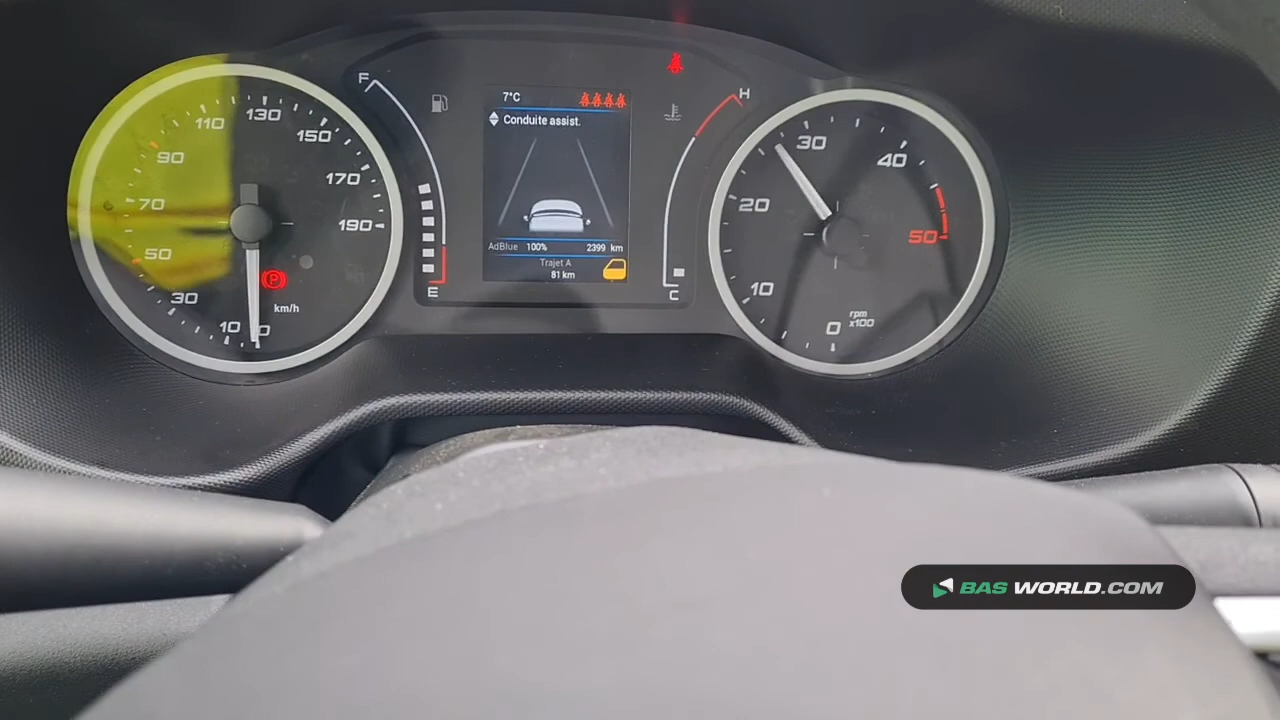 F
7°C
Conduite assist.
AdBlue 100% 2399 km
Trajet A
81 km
E
H
C
0
10
30
50
70
90
110
130
150
170
190
P
km/h
0
10
20
30
40
50
rpm
x100
BAS WORLD.COM